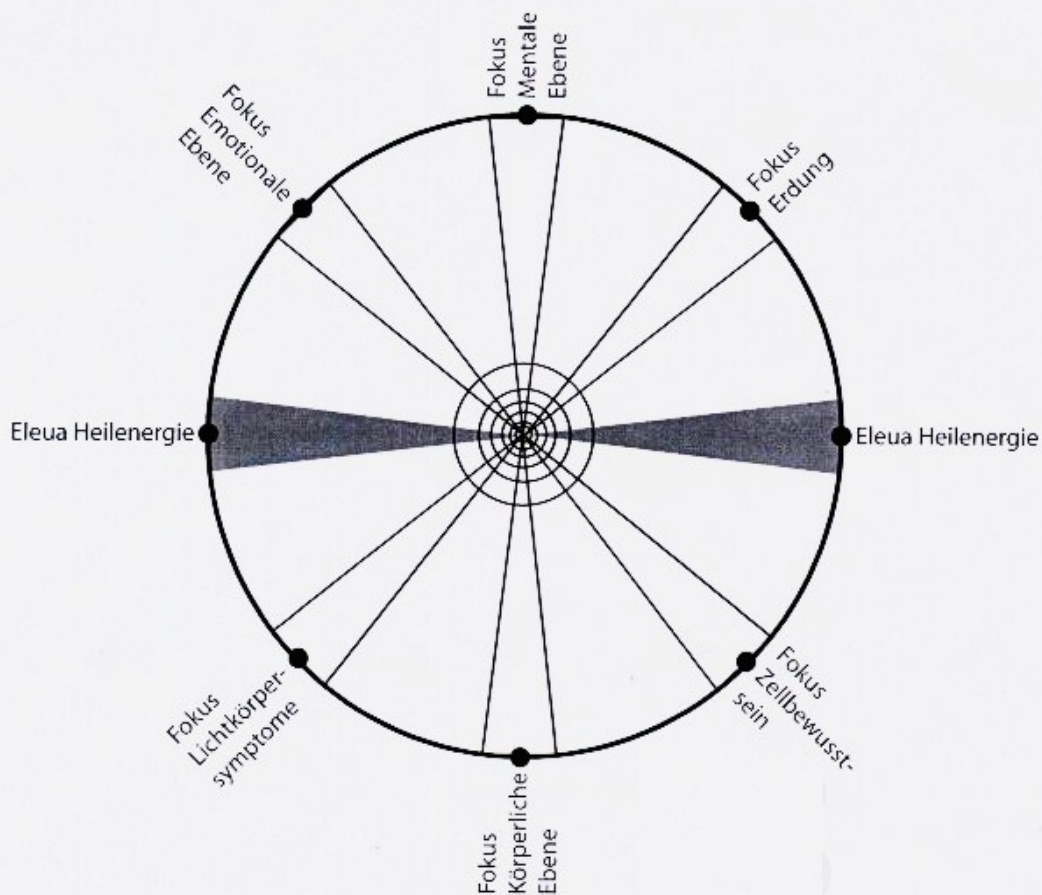 Fokus
Mentale
Ebene
Fokus
Emotionale
Ebene
Fokus
Erdung
Eleua Heilenergie
Eleua Heilenergie
Fokus
Lichtkörper-
symptome
Fokus
Zellbewusst-
sein
Fokus
Körperliche
Ebene